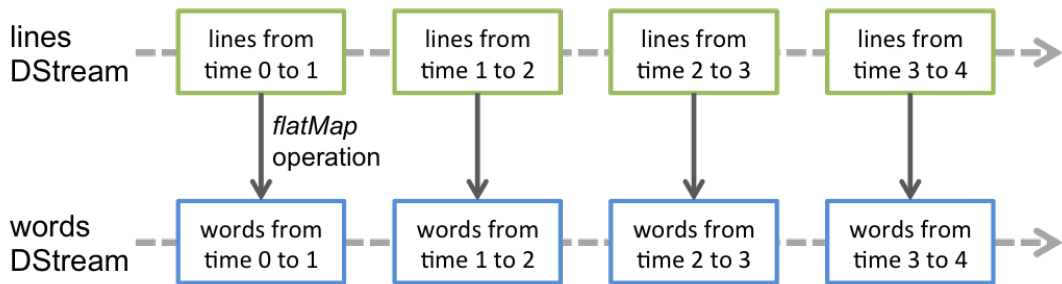 lines
DStream
lines from
time 0 to 1
lines from
time 1 to 2
lines from
time 2 to 3
lines from
time 3 to 4
flatMap
operation
words
DStream
words from
time 0 to 1
words from
time 1 to 2
words from
time 2 to 3
words from
time 3 to 4